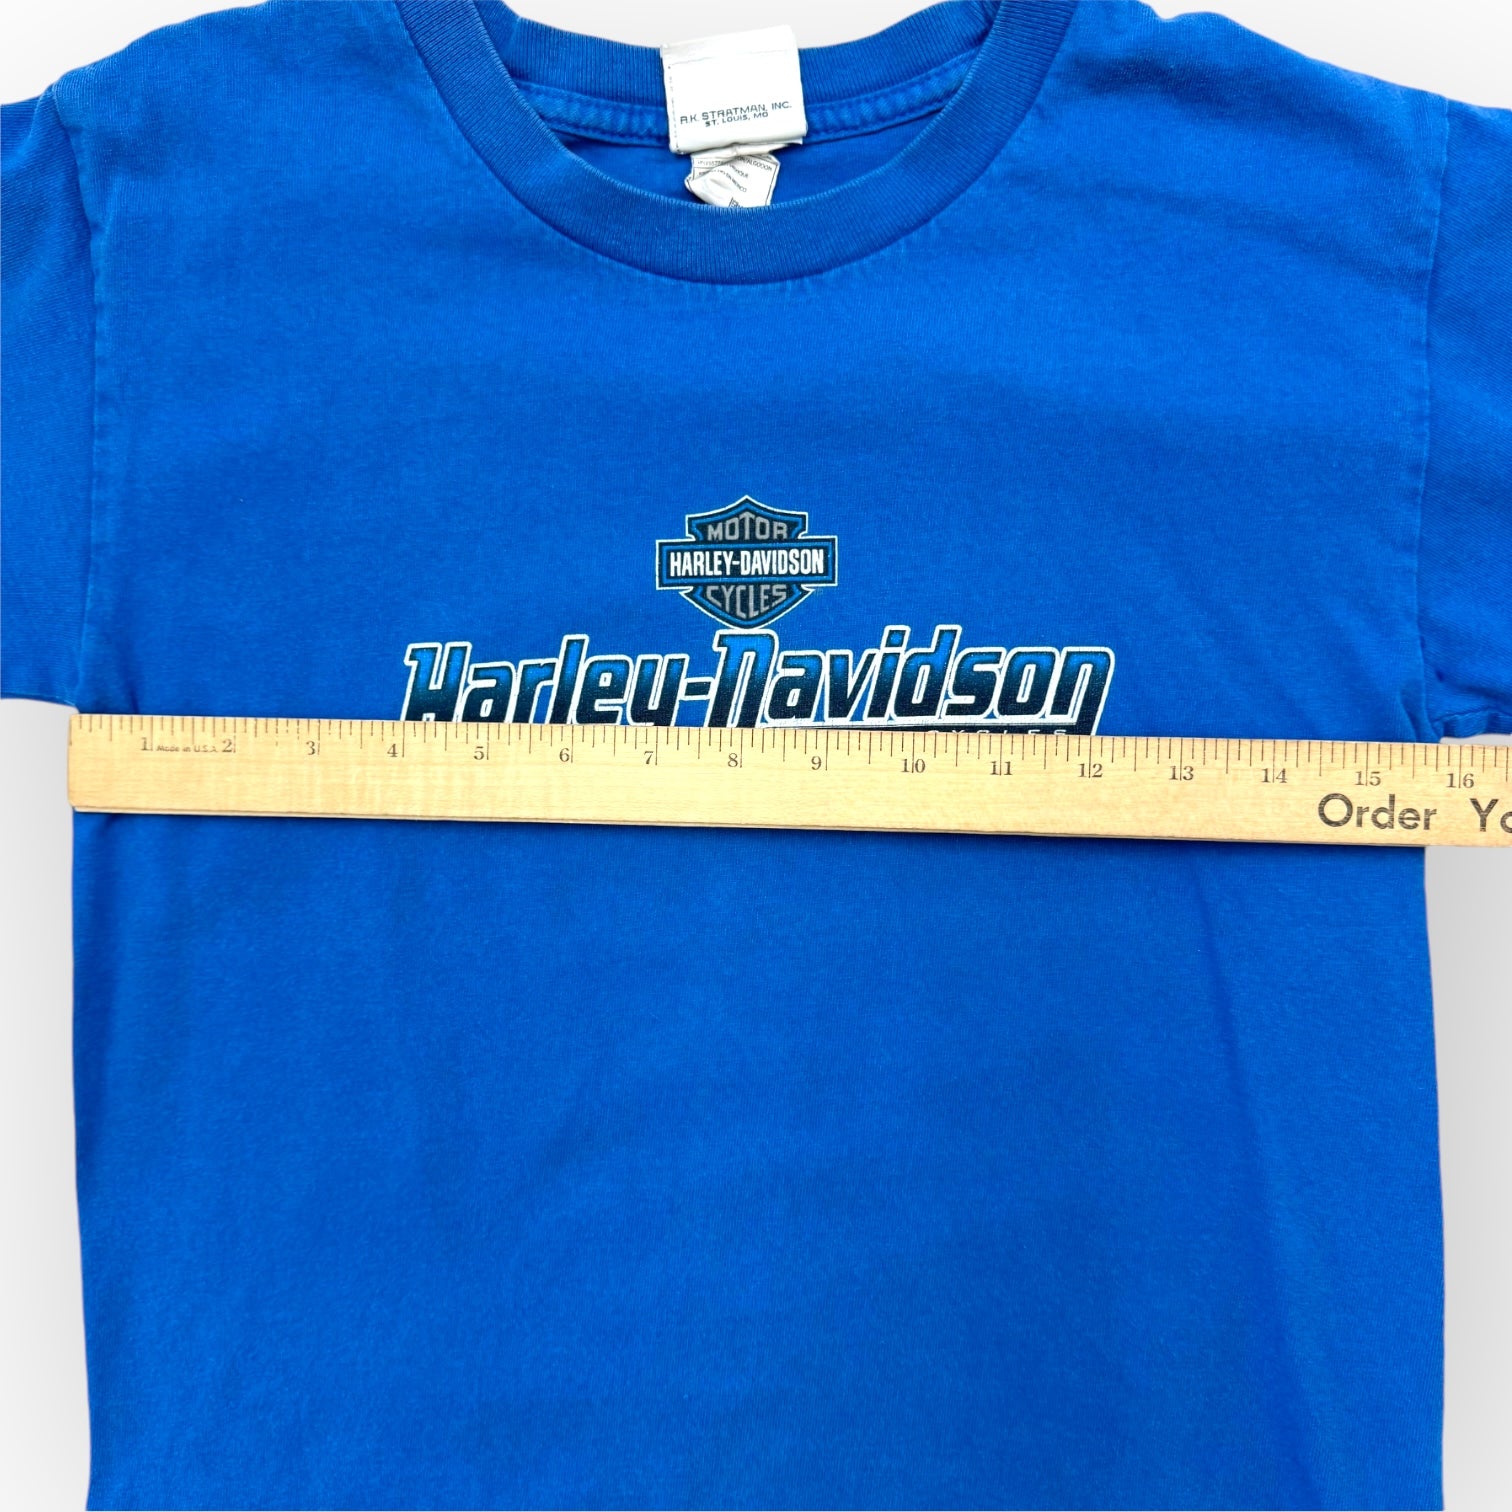 R.K. STRATMAN, INC.
ST. LOUIS, MO
MOTOR
HARLEY-DAVIDSON
CYCLES
Harley-Davidson
CYCLES
1 Made in U.S.A. 2 3 4 5 6 7 8 9 10 11 12 13 14 15 16
Order Yo